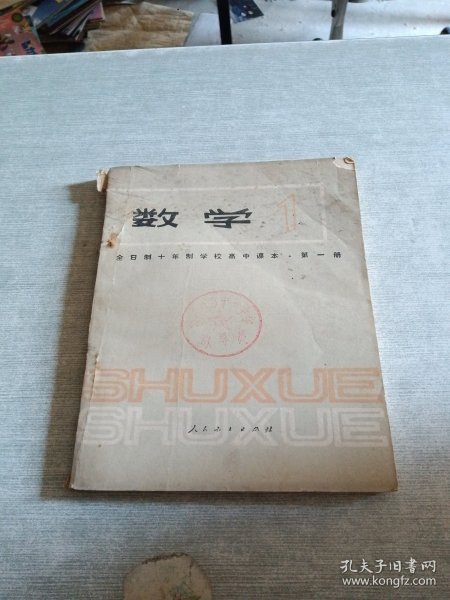 数学 1
全日制十年制学校高中课本·第一册
SHUXUE
SHUXUE
人民教育出版社
孔夫子旧书网
www.kongfz.com